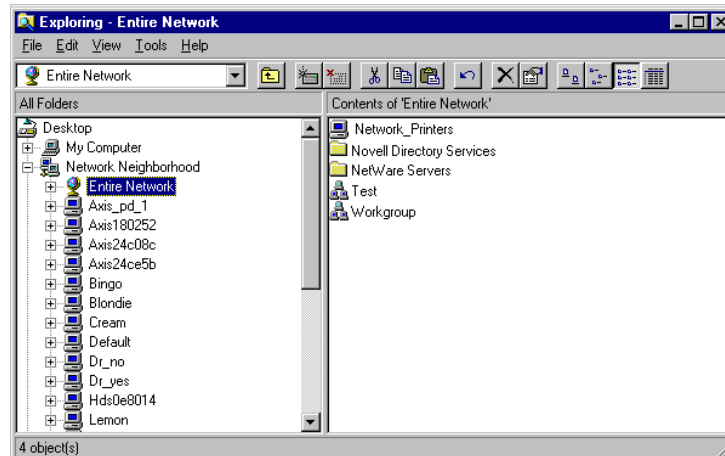 Exploring - Entire Network
File Edit View Tools Help
Entire Network
All Folders
Contents of 'Entire Network'
Desktop
My Computer
Network Neighborhood
Entire Network
Axis_pd_1
Axis180252
Axis24c08c
Axis24ce5b
Bingo
Blondie
Cream
Default
Dr_no
Dr_yes
Hds0e8014
Lemon
Network_Printers
Novell Directory Services
NetWare Servers
Test
Workgroup
4 object(s)